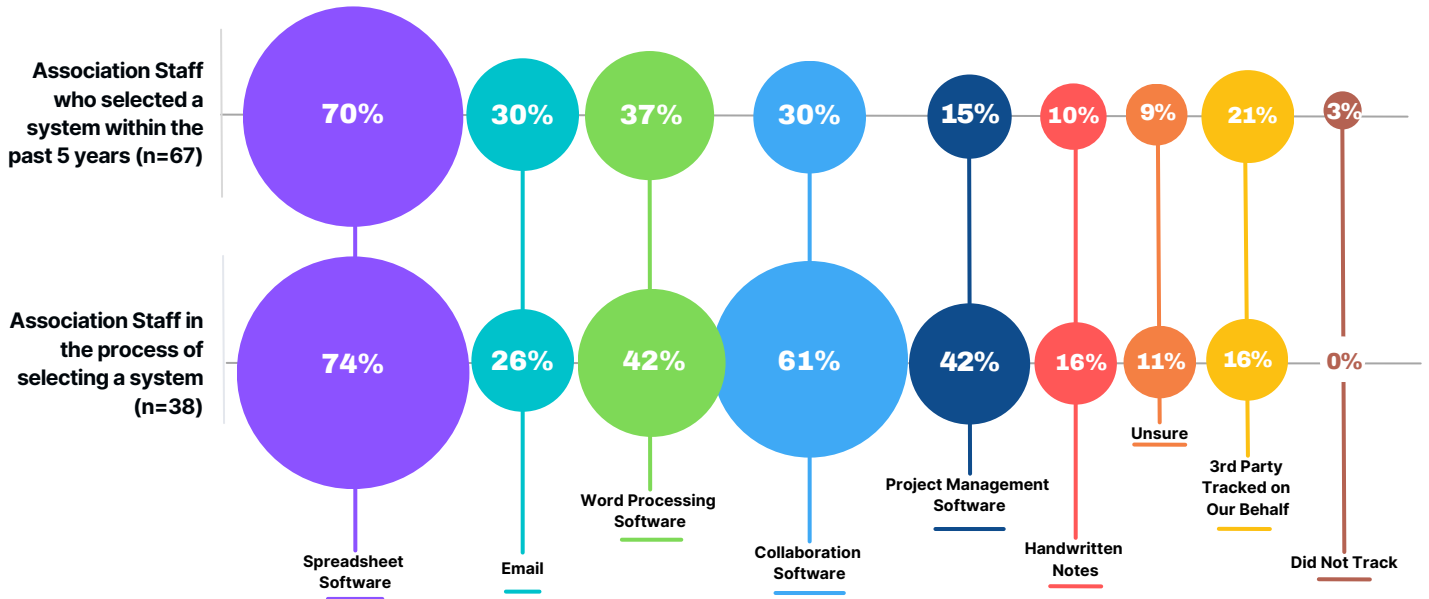 Association Staff
who selected a
system within the
past 5 years (n=67)
70%
30%
37%
30%
15%
10%
9%
21%
3%
Association Staff in
the process of
selecting a system
(n=38)
74%
26%
42%
61%
42%
16%
11%
16%
0%
Spreadsheet
Software
Email
Word Processing
Software
Collaboration
Software
Project Management
Software
Handwritten
Notes
Unsure
3rd Party
Tracked on
Our Behalf
Did Not Track